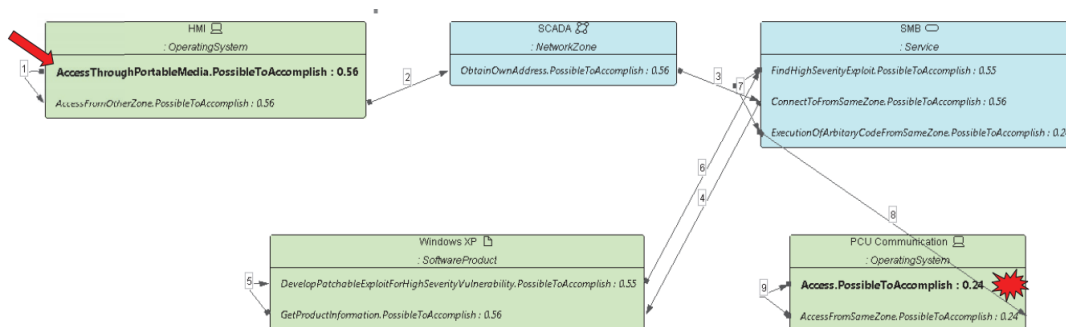 HMI
: OperatingSystem
1
AccessThroughPortableMedia.PossibleToAccomplish : 0.56
AccessFromOtherZone.PossibleToAccomplish : 0.56
2
SCADA
: NetworkZone
ObtainOwnAddress.PossibleToAccomplish : 0.56
3
7
SMB
: Service
FindHighSeverityExploit.PossibleToAccomplish : 0.55
ConnectToFromSameZone.PossibleToAccomplish : 0.56
ExecutionOfArbitaryCodeFromSameZone.PossibleToAccomplish : 0.24
6
4
8
Windows XP
: SoftwareProduct
5
DevelopPatchableExploitForHighSeverityVulnerability.PossibleToAccomplish : 0.55
GetProductInformation.PossibleToAccomplish : 0.56
PCU Communication
: OperatingSystem
9
Access.PossibleToAccomplish : 0.24
AccessFromSameZone.PossibleToAccomplish : 0.24